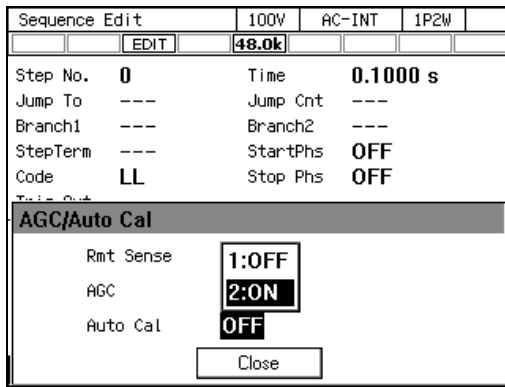 Sequence Edit 100V AC-INT 1P2W
EDIT 48.0k
Step No. 0 Time 0.1000 s
Jump To --- Jump Cnt ---
Branch1 --- Branch2 ---
StepTerm --- StartPhs OFF
Code LL Stop Phs OFF
AGC/Auto Cal
Rmt Sense 1:OFF
AGC 2:ON
Auto Cal OFF
Close